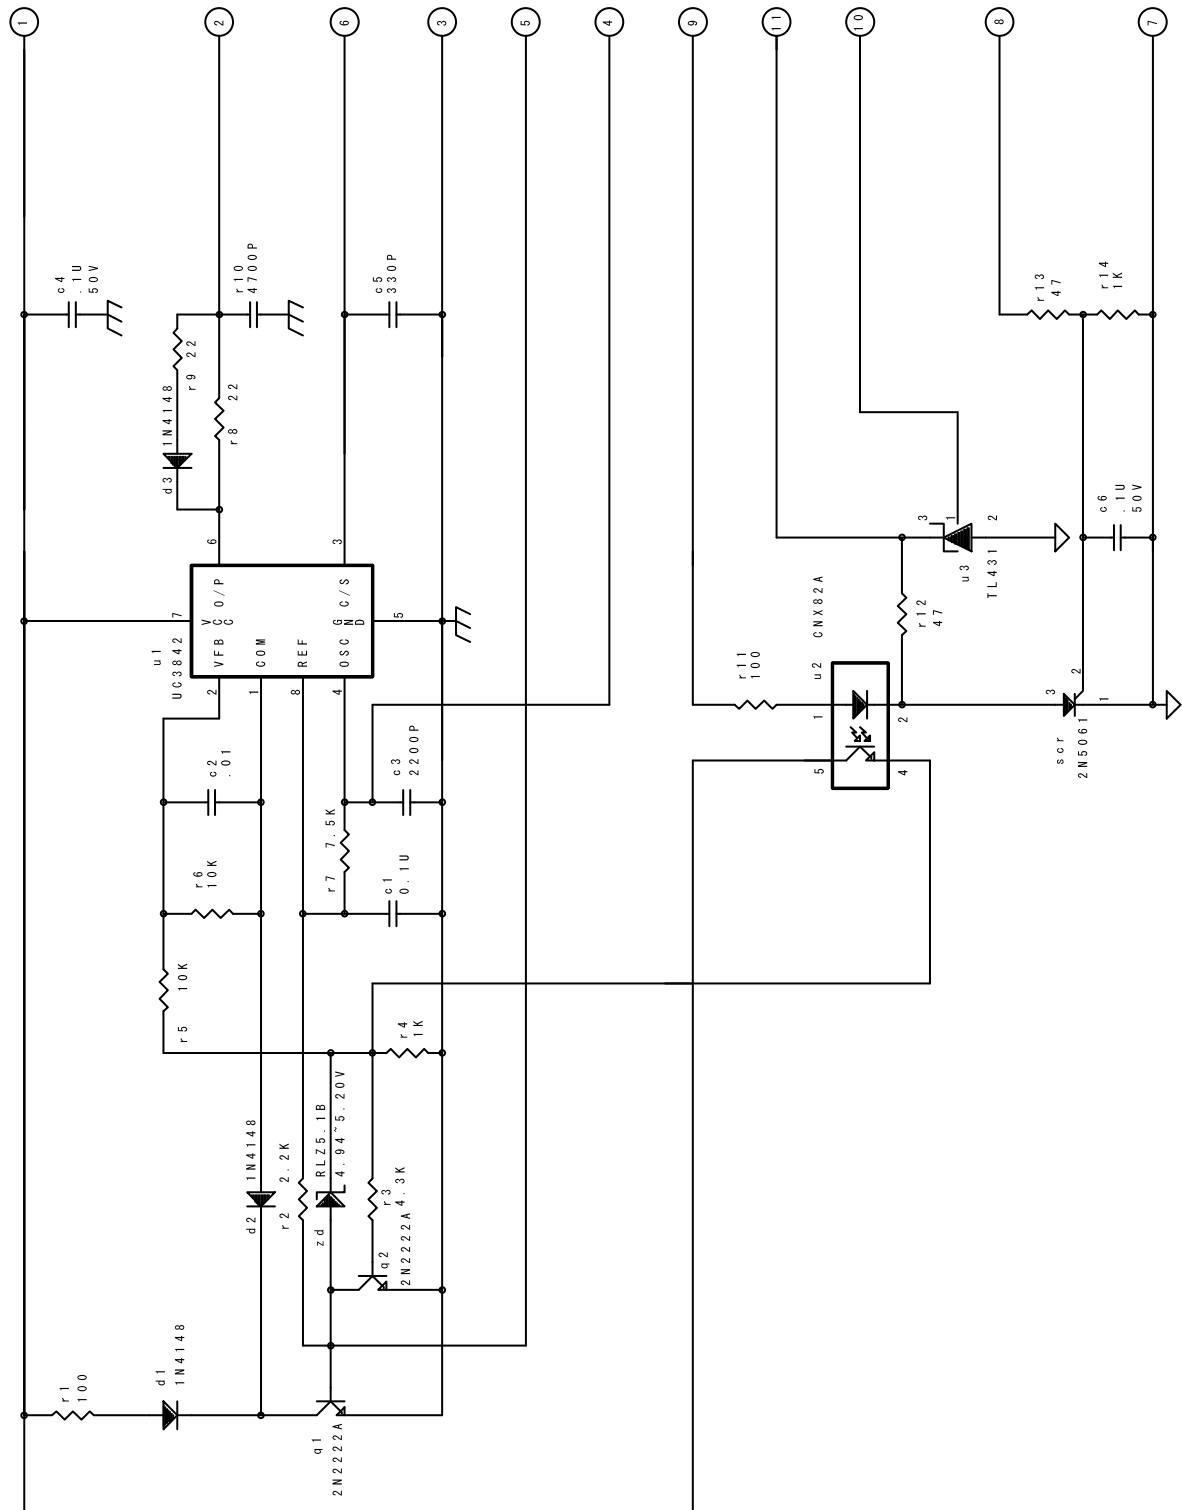 1
2
6
3
5
4
9
11
10
8
7
c4
.1U
50V
r10
4700P
c5
330P
r13
47
r14
1K
r9
22
1N4148
d3
r8
22
c6
.1U
50V
6
3
7
5
u1
UC3842
VCC
O/P
C/S
GND
VFB
COM
REF
OSC
2
1
8
4
3
1
2
u3
TL431
r12
47
u2
CNX82A
1
2
5
4
r11
100
3
2
1
scr
2N5061
c2
.01
c3
2200P
r6
10K
r7
7.5K
c1
0.1U
r5
10K
r4
1K
d2
1N4148
r2
2.2K
zd
RLZ5.1B
4.94~5.20V
r3
4.3K
q2
2N2222A
r1
100
d1
1N4148
q1
2N2222A